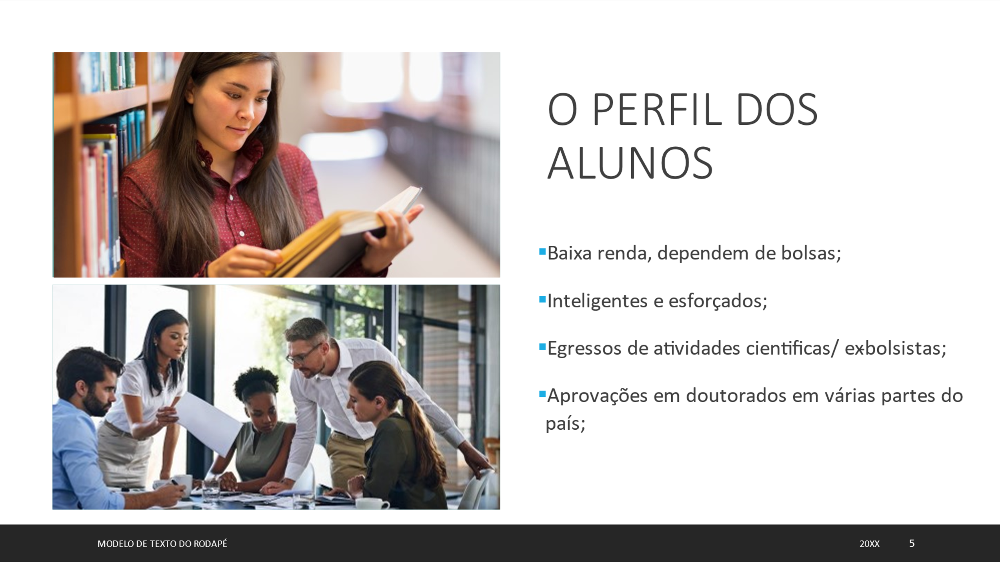 O PERFIL DOS
ALUNOS
▪Baixa renda, dependem de bolsas;
▪Inteligentes e esforçados;
▪Egressos de atividades cientificas/ ex-bolsistas;
▪Aprovações em doutorados em várias partes do
país;
MODELO DE TEXTO DO RODAPÉ
20XX
5